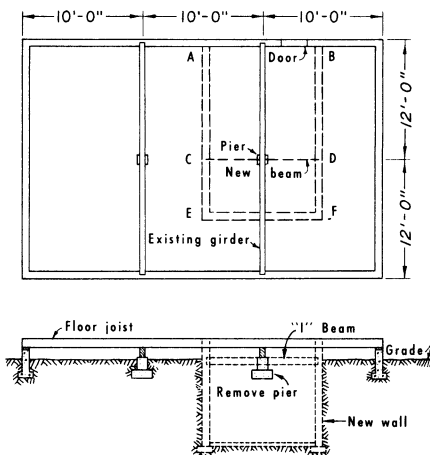 10'-0" 10'-0" 10'-0"
A Door B
12'-0"
Pier
C New beam D
12'-0"
E F
Existing girder
Floor joist "I" Beam
Grade
Remove pier
New wall